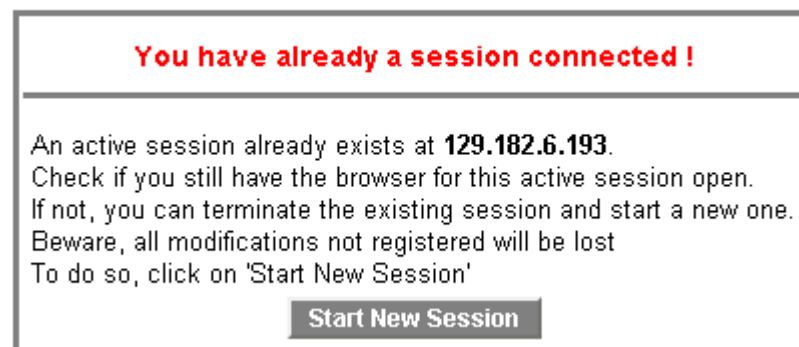 You have already a session connected !
An active session already exists at 129.182.6.193.
Check if you still have the browser for this active session open.
If not, you can terminate the existing session and start a new one.
Beware, all modifications not registered will be lost
To do so, click on 'Start New Session'
Start New Session